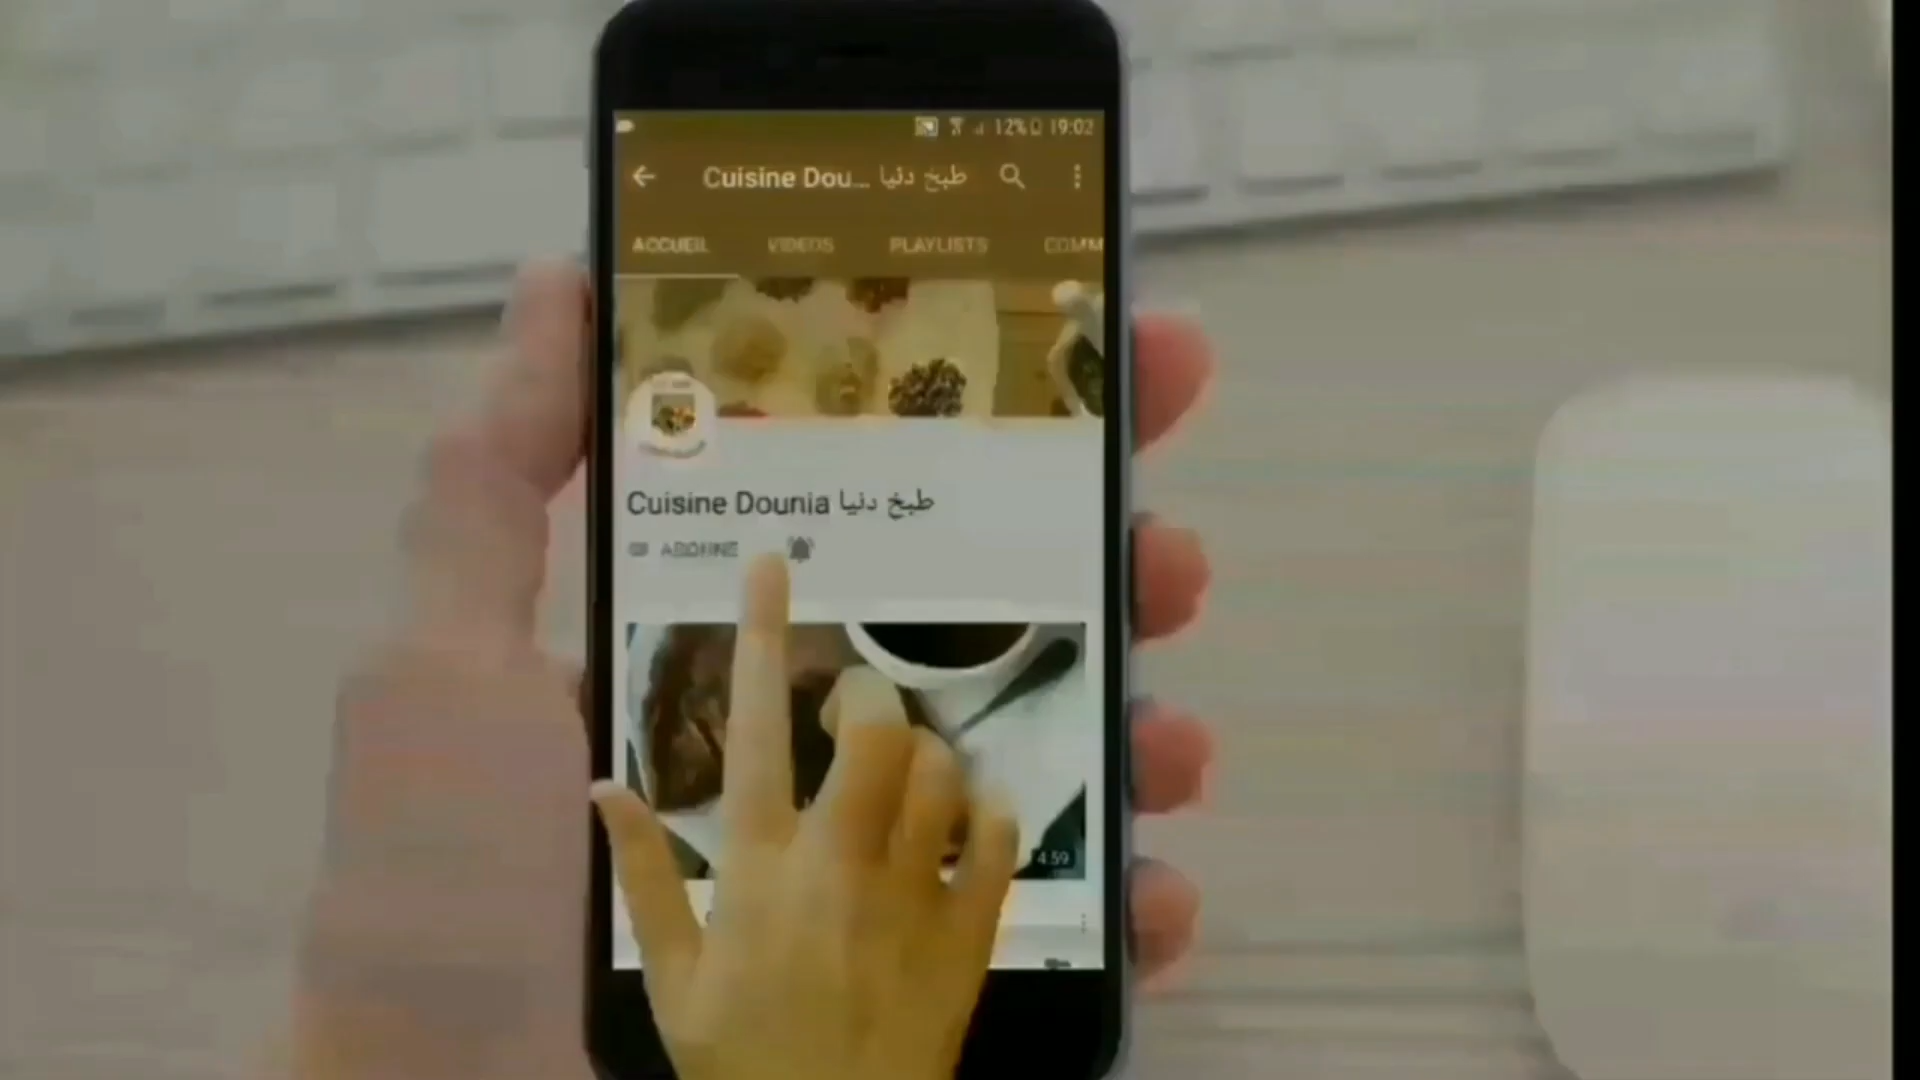 12% 19:02
Cuisine Dou... طبخ دنيا
ACCUEIL VIDEOS PLAYLISTS COMM
Cuisine Dounia طبخ دنيا
ABONNÉ
4:59